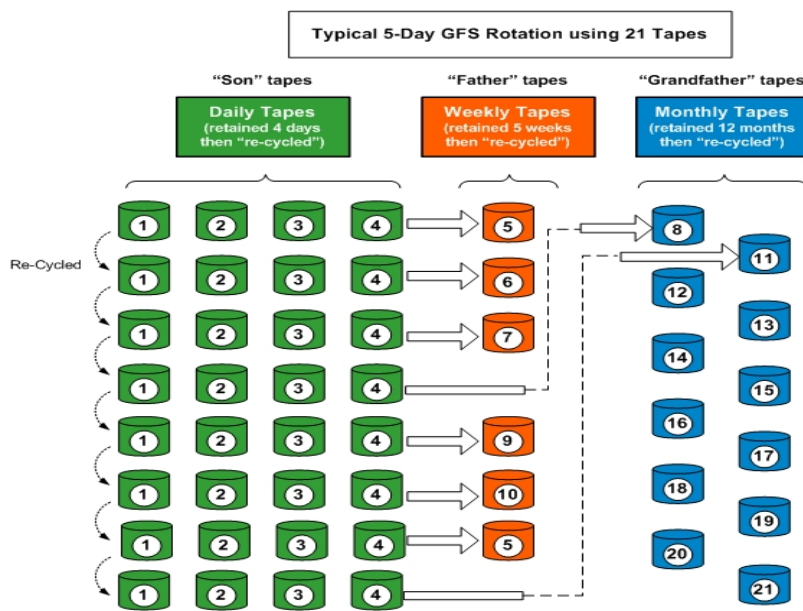 Typical 5-Day GFS Rotation using 21 Tapes
“Son” tapes “Father” tapes “Grandfather” tapes
Daily Tapes
(retained 4 days
then “re-cycled”)
Weekly Tapes
(retained 5 weeks
then “re-cycled”)
Monthly Tapes
(retained 12 months
then “re-cycled”)
1 2 3 4 5 8
11
Re-Cycled
1 2 3 4 6 12
13
1 2 3 4 7 14
1 2 3 4 15
16
1 2 3 4 9 17
1 2 3 4 10 18
19
1 2 3 4 5 20
1 2 3 4 21